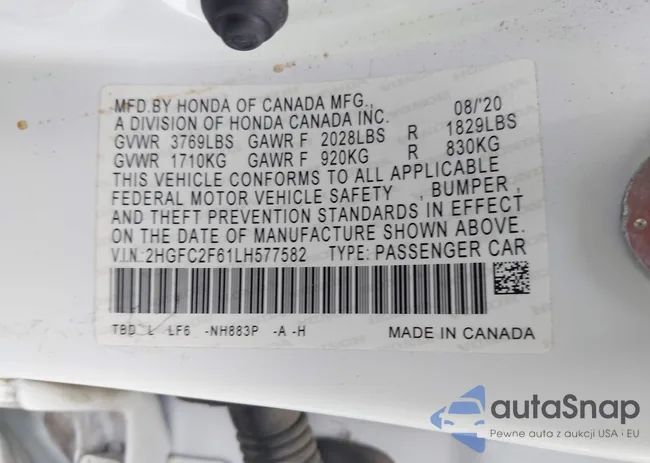 MFD.BY HONDA OF CANADA MFG., 08/'20
A DIVISION OF HONDA CANADA INC.
GVWR 3769LBS GAWR F 2028LBS R 1829LBS
GVWR 1710KG GAWR F 920KG R 830KG
THIS VEHICLE CONFORMS TO ALL APPLICABLE
FEDERAL MOTOR VEHICLE SAFETY , BUMPER ,
AND THEFT PREVENTION STANDARDS IN EFFECT
ON THE DATE OF MANUFACTURE SHOWN ABOVE.
V.I.N.:2HGFC2F61LH577582 TYPE: PASSENGER CAR
TBD L LF6 -NH883P -A -H MADE IN CANADA
autaSnap
Pewne auta z aukcji USA i EU